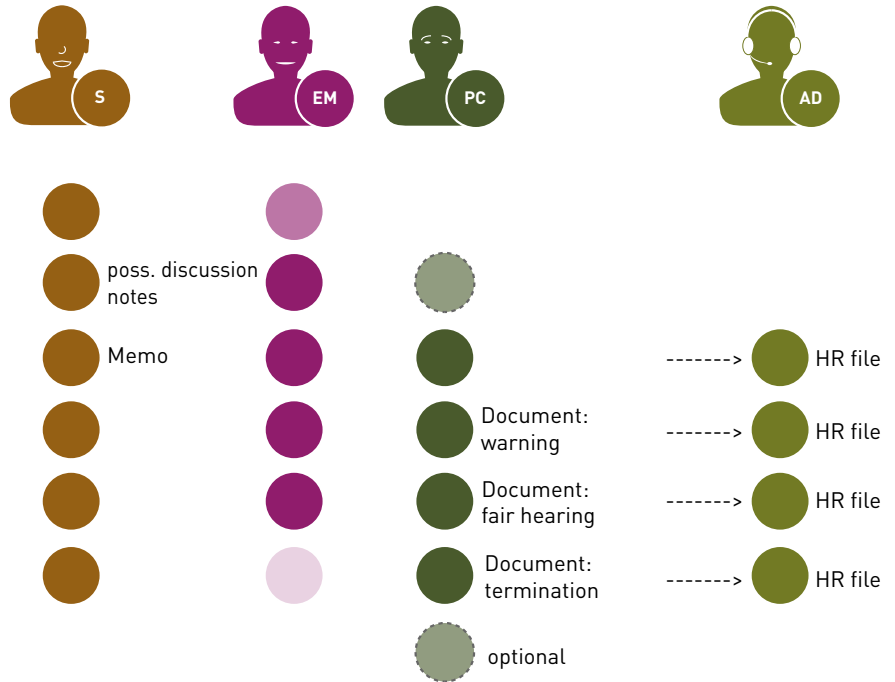 S
EM
PC
AD
poss. discussion
notes
Memo
-------> HR file
Document:
warning
-------> HR file
Document:
fair hearing
-------> HR file
Document:
termination
-------> HR file
optional